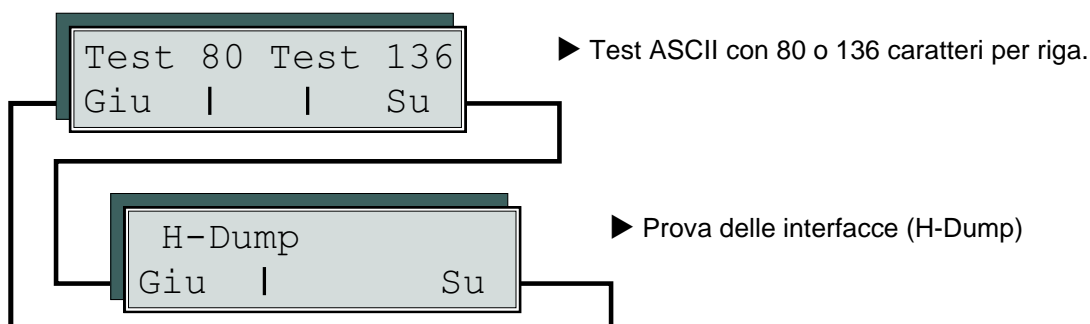 Test 80 Test 136
Giu | | Su
▶ Test ASCII con 80 o 136 caratteri per riga.
H-Dump
Giu | Su
▶ Prova delle interfacce (H-Dump)